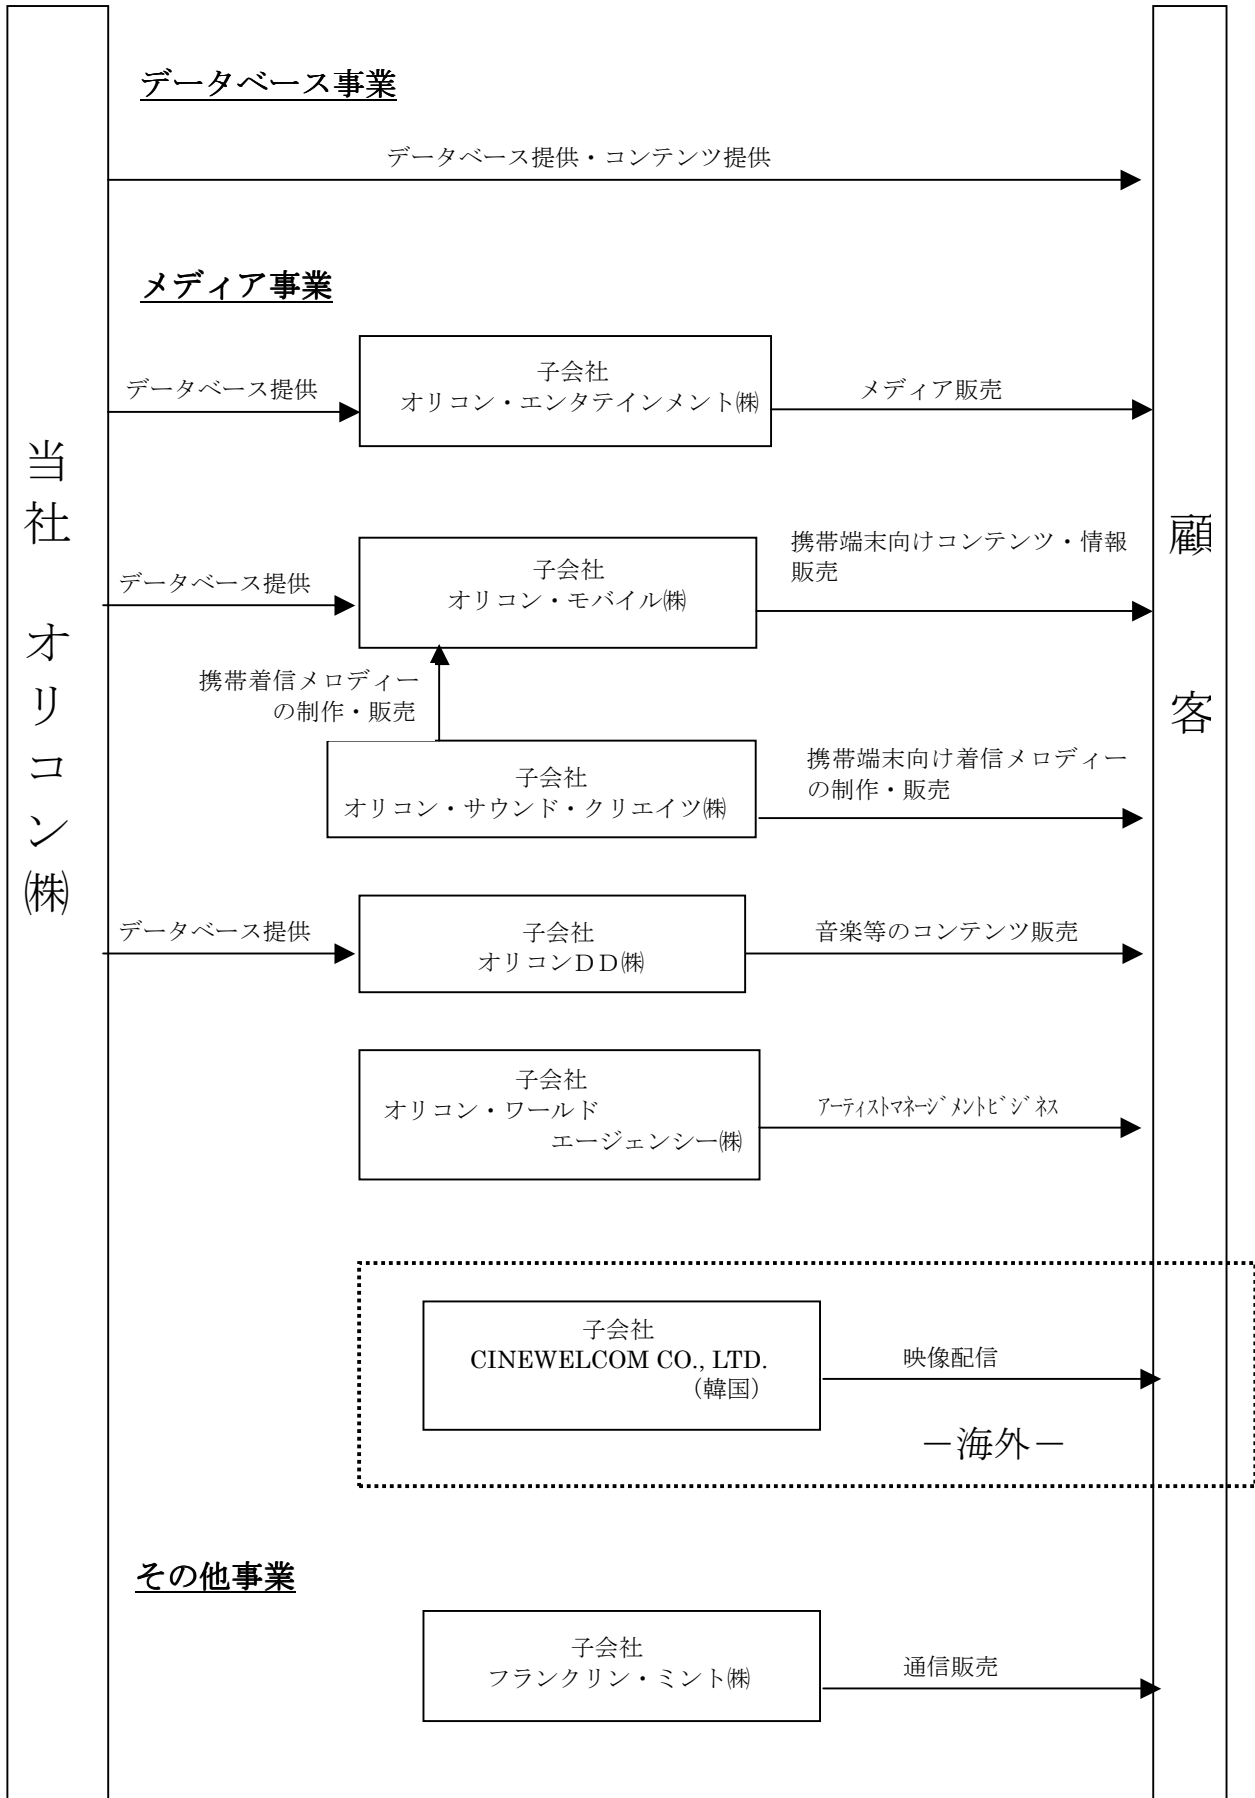 データベース事業
データベース提供・コンテンツ提供
メディア事業
子会社
オリコン・エンタテインメント㈱
データベース提供
メディア販売
当社 オリコン㈱
顧客
子会社
オリコン・モバイル㈱
データベース提供
携帯端末向けコンテンツ・情報
販売
携帯着信メロディー
の制作・販売
子会社
オリコン・サウンド・クリエイツ㈱
携帯端末向け着信メロディー
の制作・販売
データベース提供
子会社
オリコンＤＤ㈱
音楽等のコンテンツ販売
子会社
オリコン・ワールド
エージェンシー㈱
ｱｰﾃｨｽﾄﾏﾈｰｼﾞﾒﾝﾄﾋﾞｼﾞﾈｽ
子会社
CINEWELCOM CO., LTD.
（韓国）
映像配信
－海外－
その他事業
子会社
フランクリン・ミント㈱
通信販売